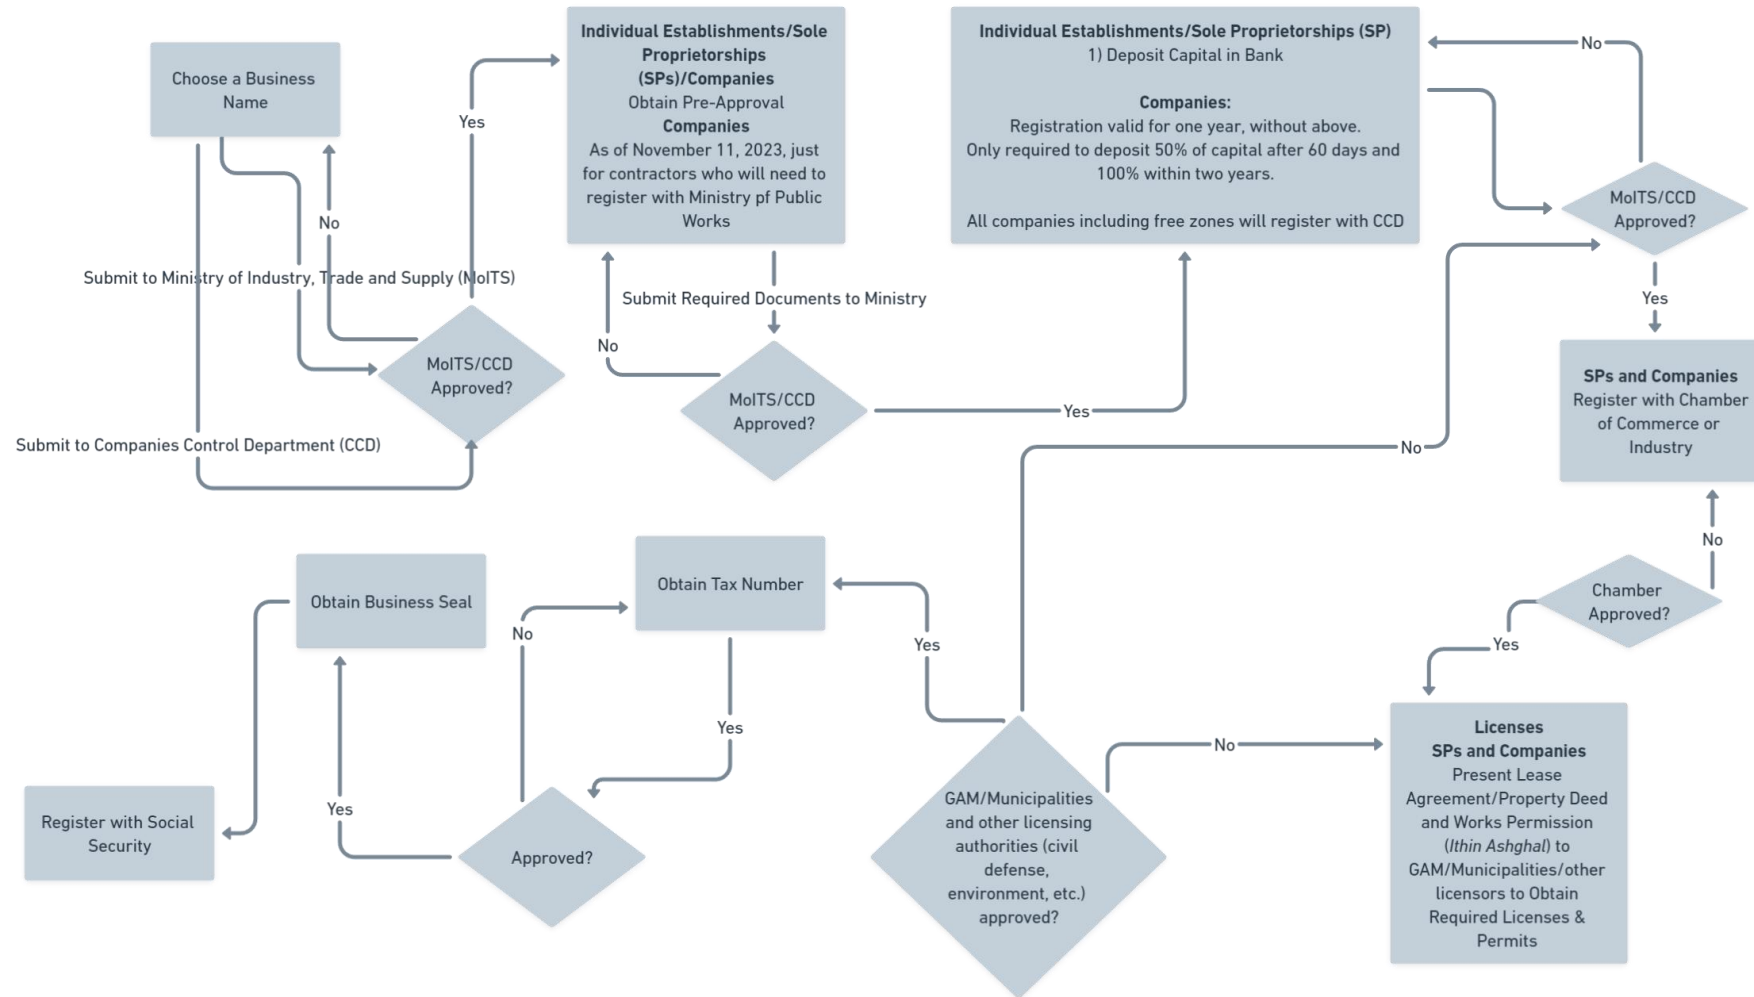 Choose a Business
Name
Submit to Ministry of Industry, Trade and Supply (MoITS)
Submit to Companies Control Department (CCD)
No
MoITS/CCD
Approved?
Yes
Individual Establishments/Sole
Proprietorships
(SPs)/Companies
Obtain Pre-Approval
Companies
As of November 11, 2023, just
for contractors who will need to
register with Ministry pf Public
Works
Submit Required Documents to Ministry
No
MoITS/CCD
Approved?
Yes
Individual Establishments/Sole Proprietorships (SP)
1) Deposit Capital in Bank
Companies:
Registration valid for one year, without above.
Only required to deposit 50% of capital after 60 days and
100% within two years.
All companies including free zones will register with CCD
No
MoITS/CCD
Approved?
Yes
SPs and Companies
Register with Chamber
of Commerce or
Industry
No
Chamber
Approved?
Yes
Licenses
SPs and Companies
Present Lease
Agreement/Property Deed
and Works Permission
(Ithin Ashghal) to
GAM/Municipalities/other
licensors to Obtain
Required Licenses &
Permits
No
No
GAM/Municipalities
and other licensing
authorities (civil
defense,
environment, etc.)
approved?
Yes
Obtain Tax Number
Yes
No
Approved?
Yes
Obtain Business Seal
Register with Social
Security